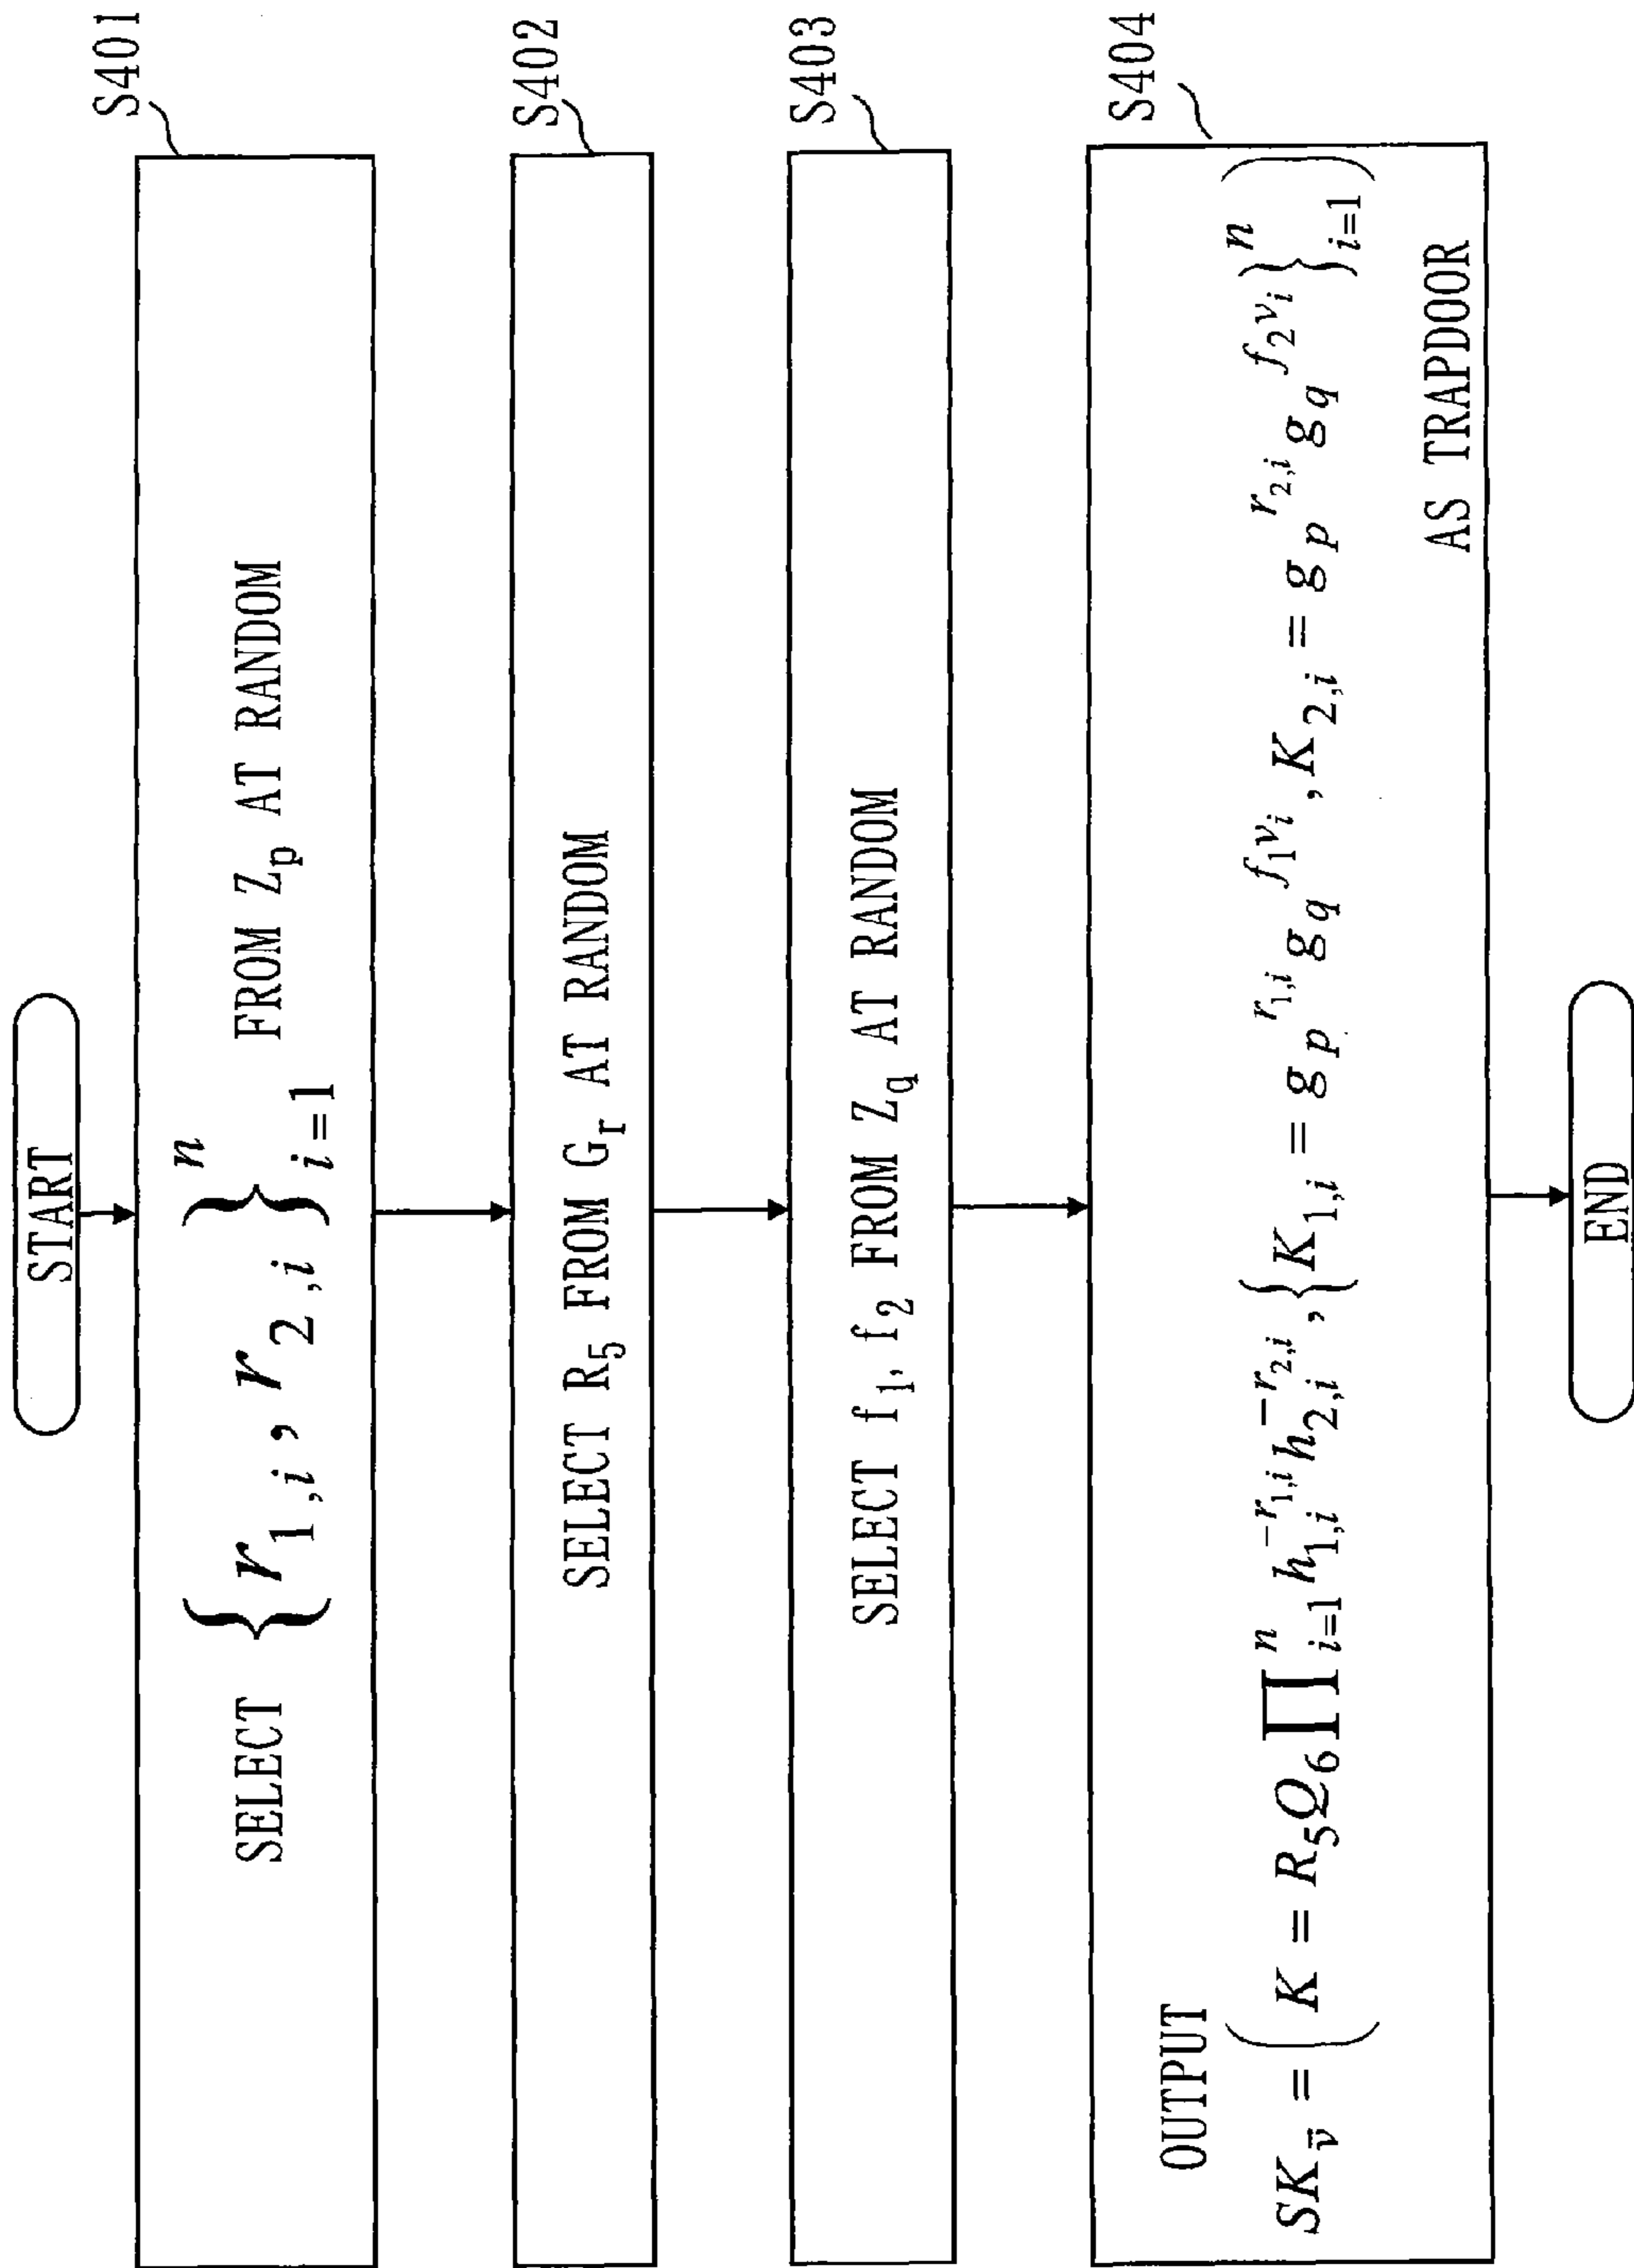 START
S401
SELECT {r_{1,i}, r_{2,i}}_{i=1}^{n} FROM Z_p AT RANDOM
S402
SELECT R_5 FROM G_r AT RANDOM
S403
SELECT f_1, f_2 FROM Z_q AT RANDOM
S404
OUTPUT
SK_{\bar{v}} = (K = R_5 Q_6 ∏_{i=1}^{n} h_{1,i}^{-r_{1,i}} h_{2,i}^{-r_{2,i}}, {K_{1,i} = g_p^{r_{1,i}} g_q^{f_1 v_i}, K_{2,i} = g_p^{r_{2,i}} g_q^{f_2 v_i}}_{i=1}^{n})
AS TRAPDOOR
END